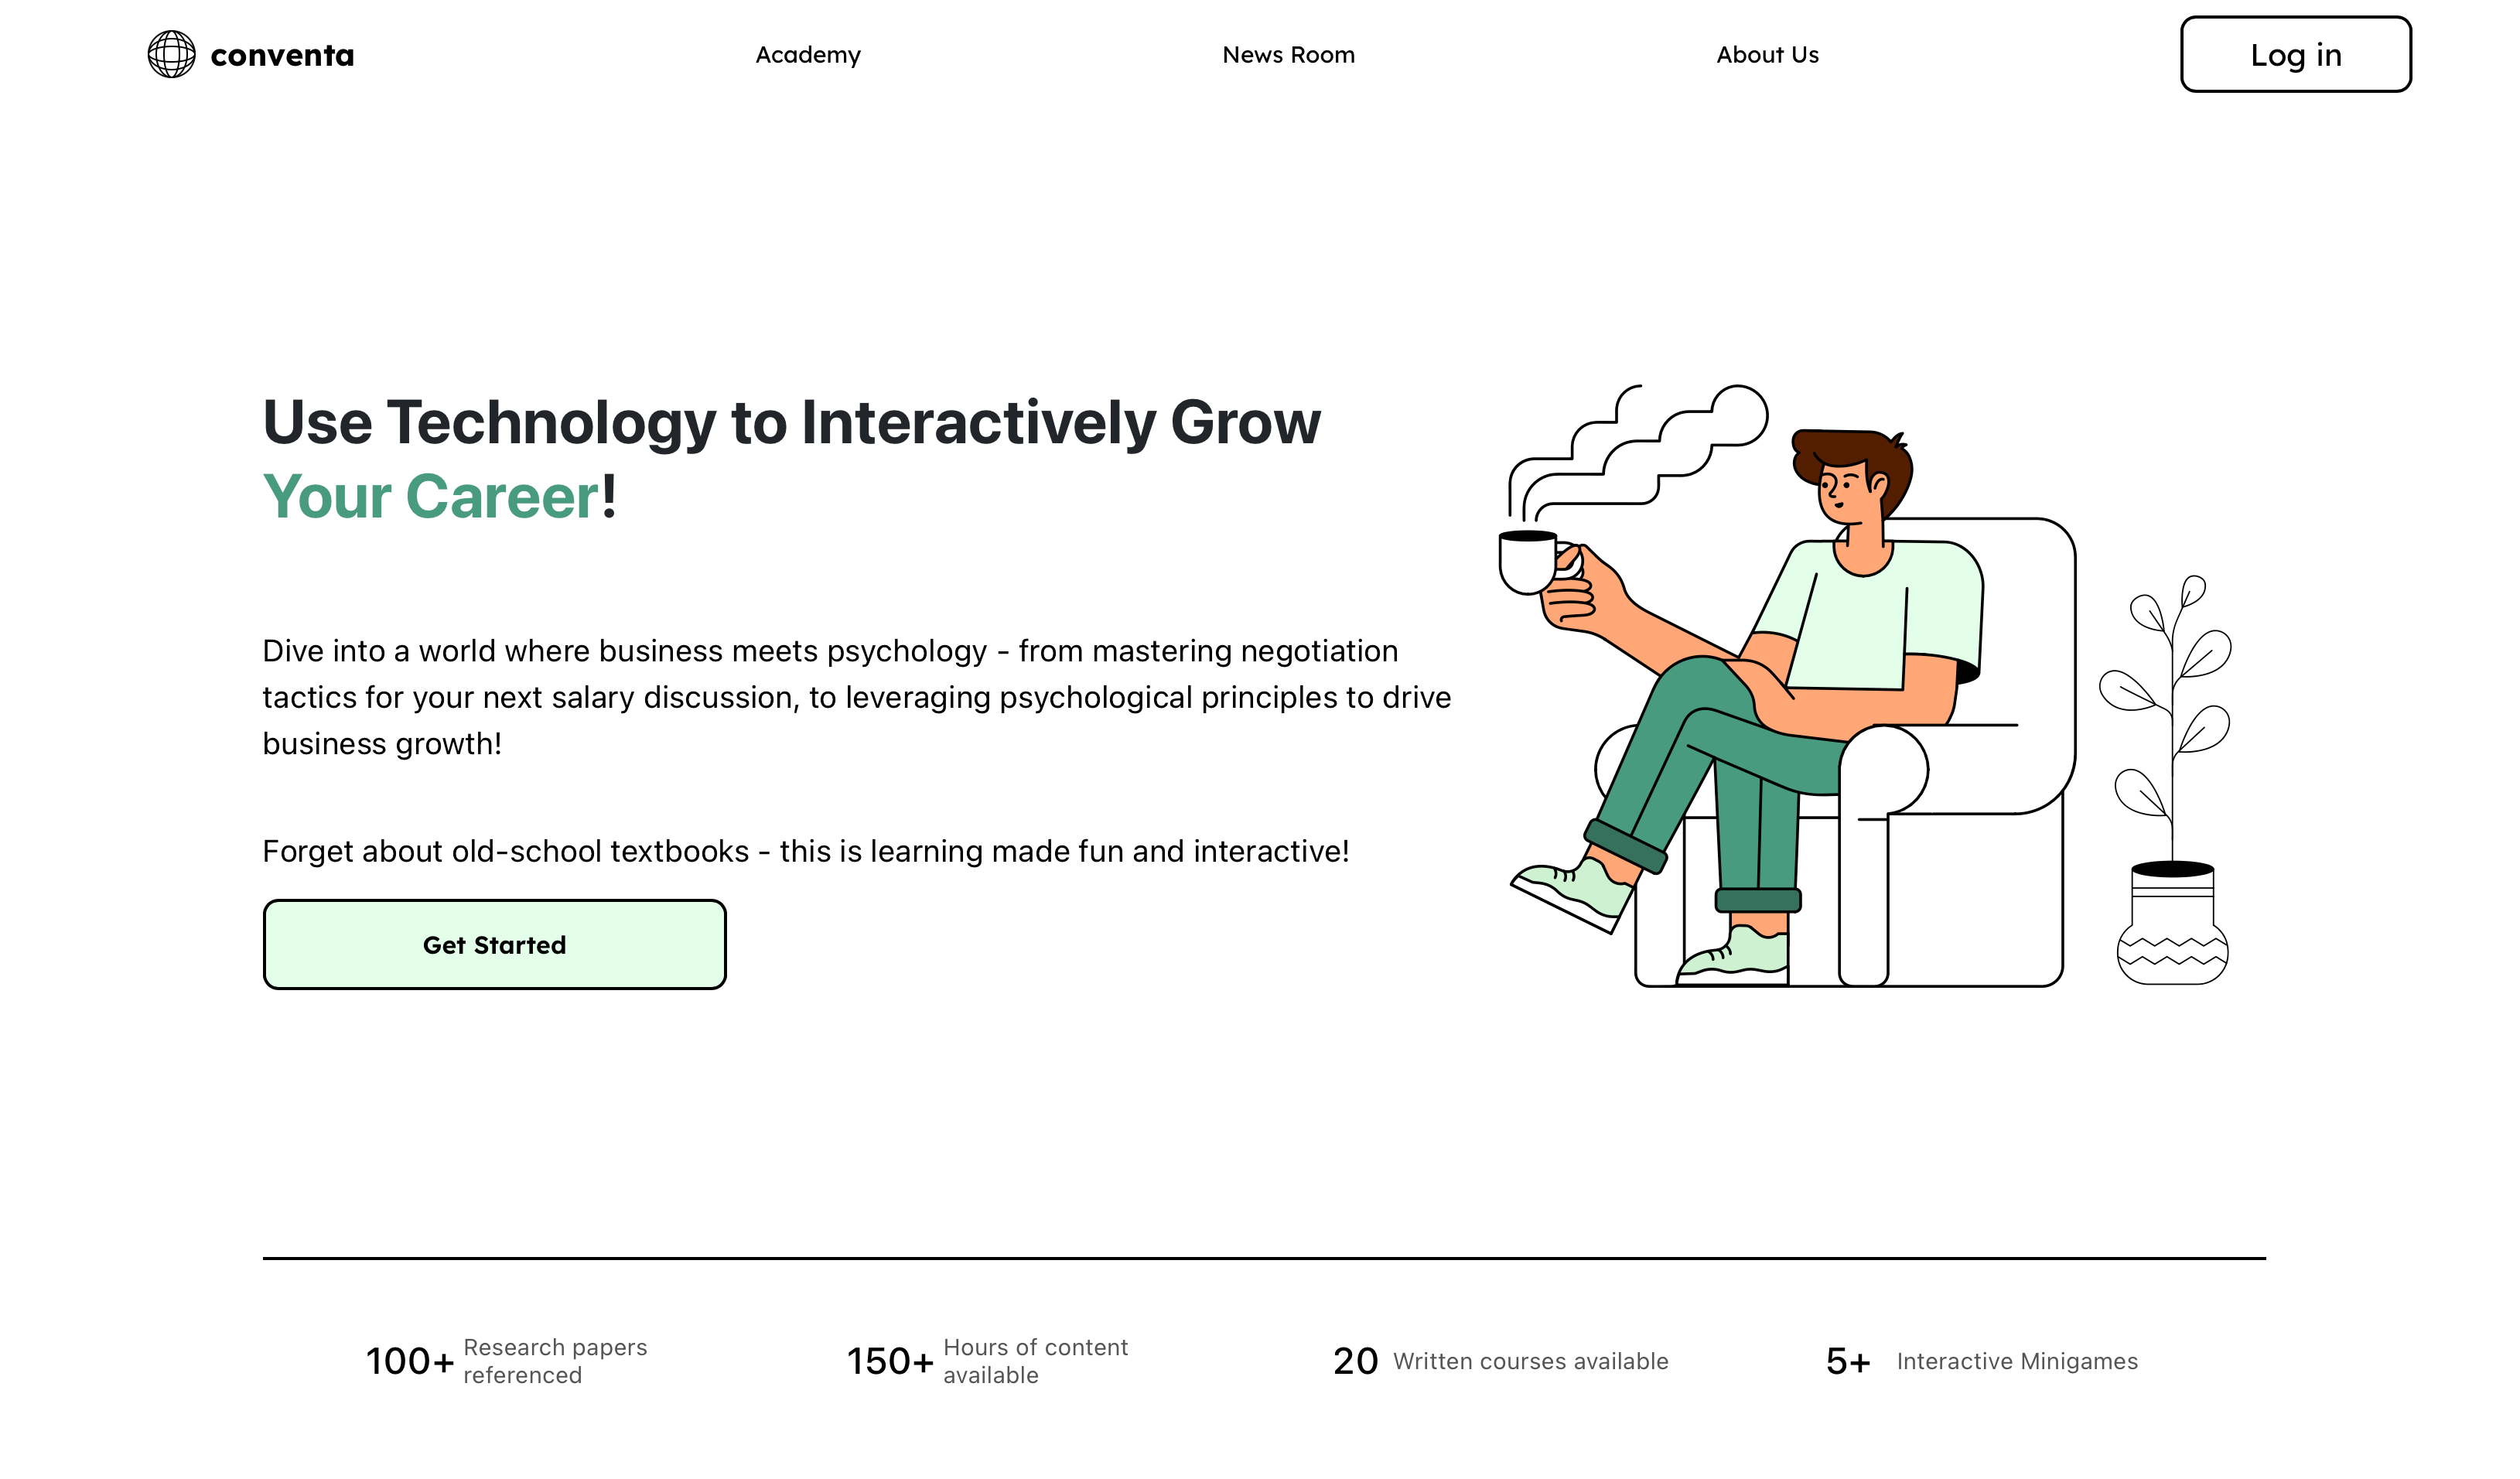 conventa
Academy
News Room
About Us
Log in
Use Technology to Interactively Grow
Your Career!
Dive into a world where business meets psychology - from mastering negotiation
tactics for your next salary discussion, to leveraging psychological principles to drive
business growth!
Forget about old-school textbooks - this is learning made fun and interactive!
Get Started
100+ Research papers
referenced
150+ Hours of content
available
20 Written courses available
5+ Interactive Minigames